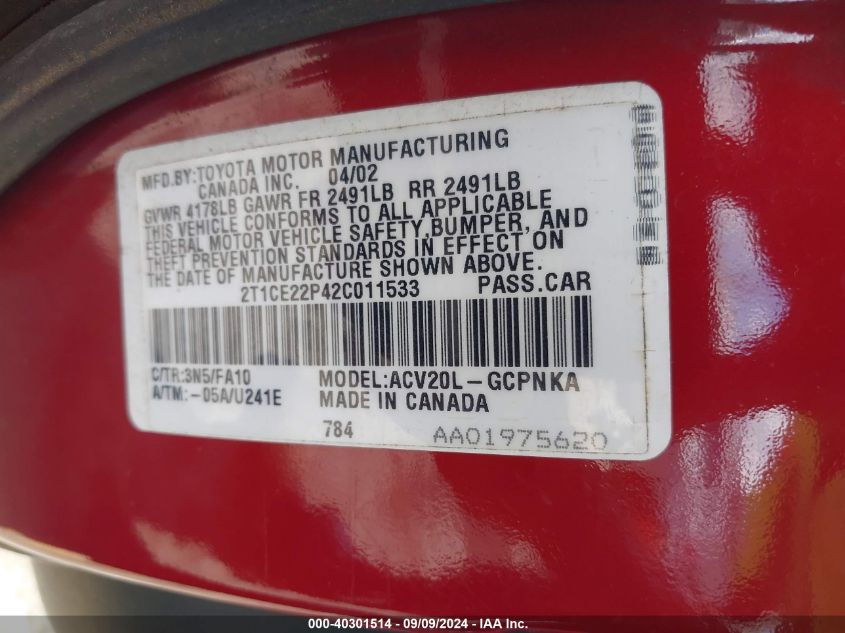 MFD.BY:TOYOTA MOTOR MANUFACTURING
CANADA INC. 04/02
GVWR 4178LB GAWR FR 2491LB RR 2491LB
THIS VEHICLE CONFORMS TO ALL APPLICABLE
FEDERAL MOTOR VEHICLE SAFETY,BUMPER, AND
THEFT PREVENTION STANDARDS IN EFFECT ON
THE DATE OF MANUFACTURE SHOWN ABOVE.
2T1CE22P42C011533 PASS.CAR
C/TR:3N5/FA10 MODEL:ACV20L-GCPNKA
A/TM:-05A/U241E MADE IN CANADA
784 AA01975620
000-40301514 - 09/09/2024 - IAA Inc.